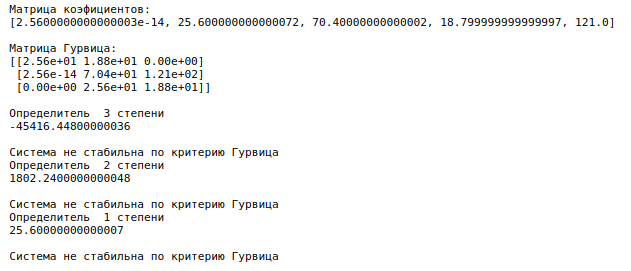 Матрица коэфициентов:
[2.5600000000000003e-14, 25.600000000000072, 70.40000000000002, 18.799999999999997, 121.0]
Матрица Гурвица:
[[2.56e+01 1.88e+01 0.00e+00]
[2.56e-14 7.04e+01 1.21e+02]
[0.00e+00 2.56e+01 1.88e+01]]
Определитель  3 степени
-45416.44800000036
Система не стабильна по критерию Гурвица
Определитель  2 степени
1802.2400000000048
Система не стабильна по критерию Гурвица
Определитель  1 степени
25.60000000000007
Система не стабильна по критерию Гурвица